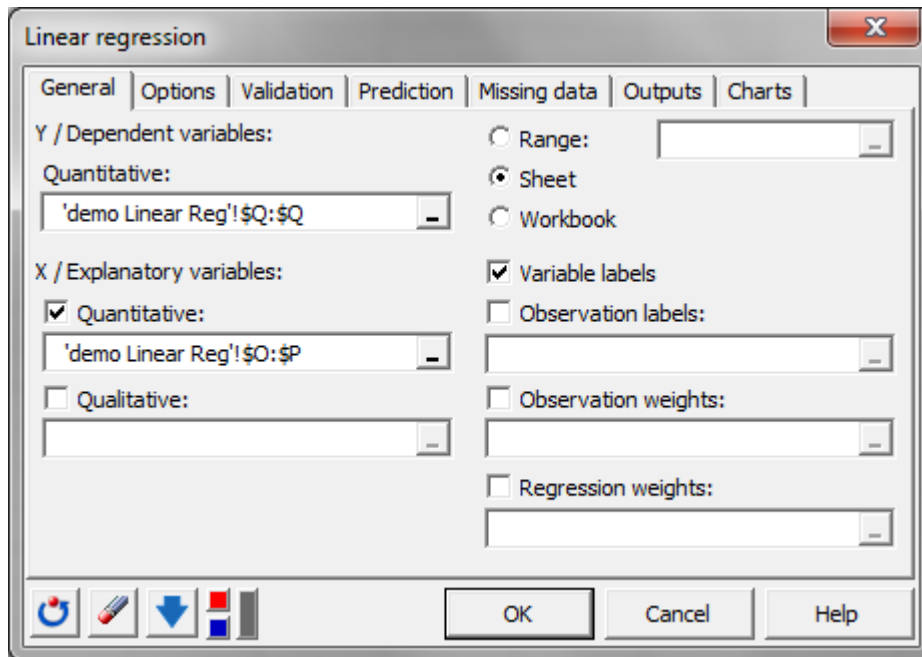 Linear regression
General Options Validation Prediction Missing data Outputs Charts
Y / Dependent variables:
Quantitative:
'demo Linear Reg'!$Q:$Q
X / Explanatory variables:
Quantitative:
'demo Linear Reg'!$O:$P
Qualitative:
Range:
Sheet
Workbook
Variable labels
Observation labels:
Observation weights:
Regression weights:
OK Cancel Help